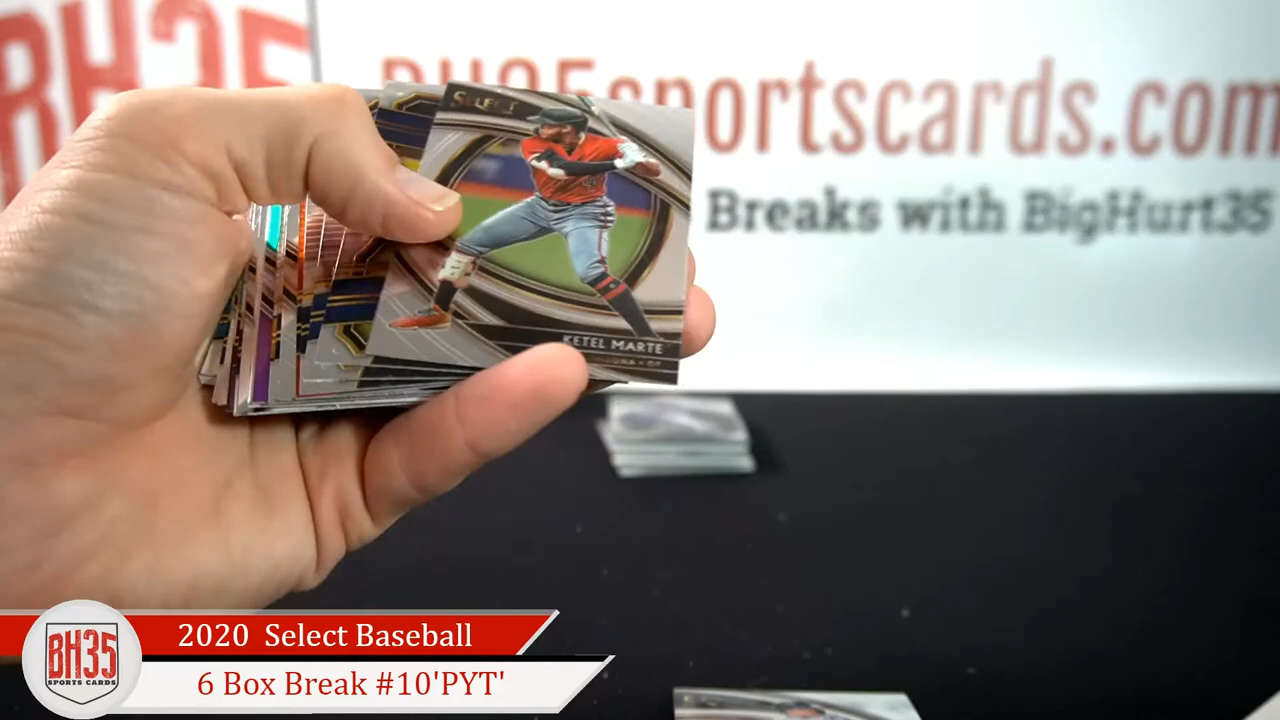 BH35
BH35sportscards.com
Breaks with BigHurt35
SELECT
KETEL MARTE
BH35
SPORTS CARDS
2020 Select Baseball
6 Box Break #10'PYT'